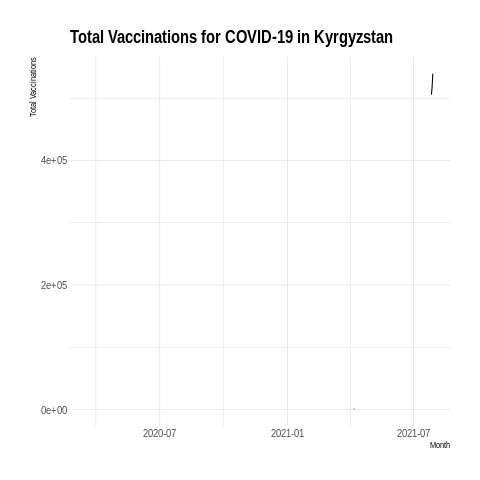 Total Vaccinations for COVID-19 in Kyrgyzstan
Total Vaccinations
4e+05
2e+05
0e+00
2020-07
2021-01
2021-07
Month